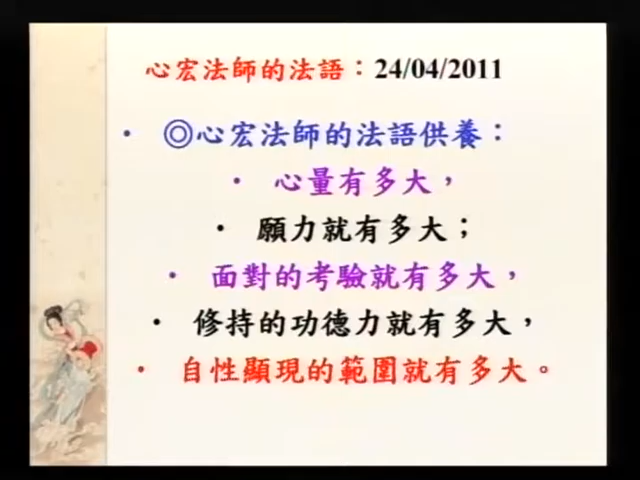 心宏法師的法語：24/04/2011
• ◎心宏法師的法語供養：
• 心量有多大，
• 願力就有多大；
• 面對的考驗就有多大，
• 修持的功德力就有多大，
• 自性顯現的範圍就有多大。